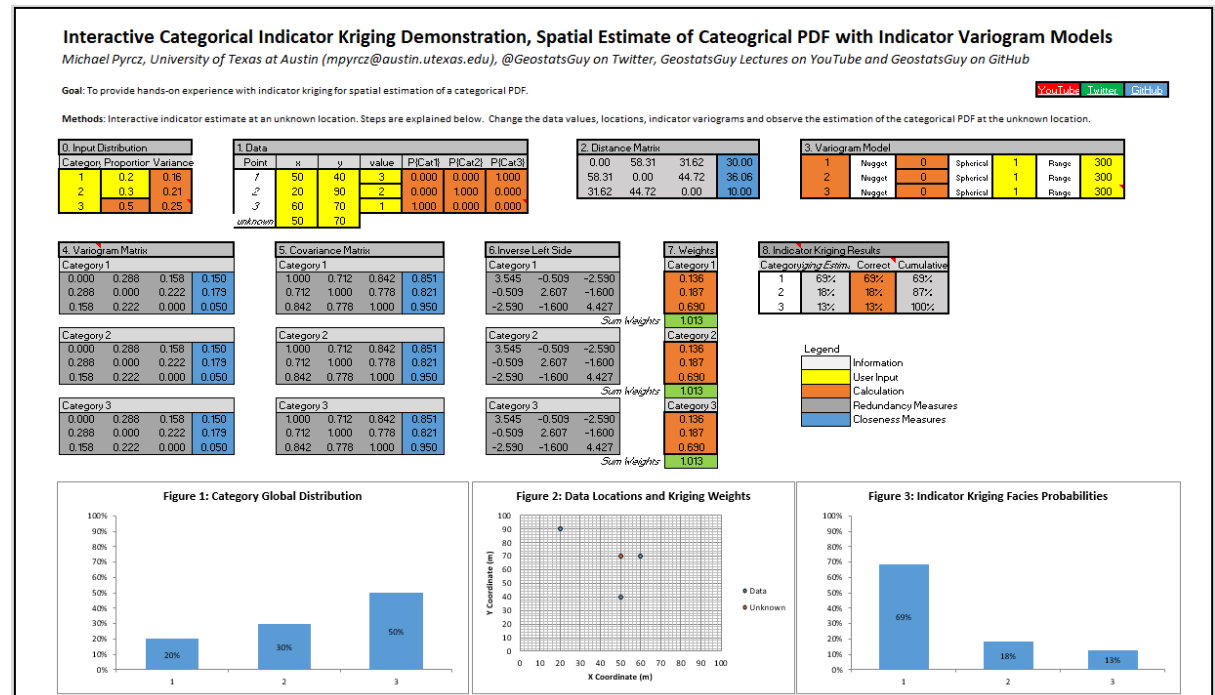 Interactive Categorical Indicator Kriging Demonstration, Spatial Estimate of Cateogrical PDF with Indicator Variogram Models
Michael Pyrcz, University of Texas at Austin (mpyrcz@austin.utexas.edu), @GeostatsGuy on Twitter, GeostatsGuy Lectures on YouTube and GeostatsGuy on GitHub
Goal: To provide hands-on experience with indicator kriging for spatial estimation of a categorical PDF.
YouTube Twitter GitHub
Methods: Interactive indicator estimate at an unknown location. Steps are explained below. Change the data values, locations, indicator variograms and observe the estimation of the categorical PDF at the unknown location.
0. Input Distribution
Category Proportion Variance
1 0.2 0.16
2 0.3 0.21
3 0.5 0.25
1. Data
Point x y value P{Cat1} P{Cat2} P{Cat3}
1 50 40 3 0.000 0.000 1.000
2 20 90 2 0.000 1.000 0.000
3 60 70 1 1.000 0.000 0.000
unknown 50 70
2. Distance Matrix
0.00 58.31 31.62 30.00
58.31 0.00 44.72 36.06
31.62 44.72 0.00 10.00
3. Variogram Model
1 Nugget 0 Spherical 1 Range 300
2 Nugget 0 Spherical 1 Range 300
3 Nugget 0 Spherical 1 Range 300
4. Variogram Matrix
Category 1
0.000 0.288 0.158 0.150
0.288 0.000 0.222 0.179
0.158 0.222 0.000 0.050
Category 2
0.000 0.288 0.158 0.150
0.288 0.000 0.222 0.179
0.158 0.222 0.000 0.050
Category 3
0.000 0.288 0.158 0.150
0.288 0.000 0.222 0.179
0.158 0.222 0.000 0.050
5. Covariance Matrix
Category 1
1.000 0.712 0.842 0.851
0.712 1.000 0.778 0.821
0.842 0.778 1.000 0.950
Category 2
1.000 0.712 0.842 0.851
0.712 1.000 0.778 0.821
0.842 0.778 1.000 0.950
Category 3
1.000 0.712 0.842 0.851
0.712 1.000 0.778 0.821
0.842 0.778 1.000 0.950
6.Inverse Left Side
Category 1
3.545 -0.509 -2.590
-0.509 2.607 -1.600
-2.590 -1.600 4.427
Category 2
3.545 -0.509 -2.590
-0.509 2.607 -1.600
-2.590 -1.600 4.427
Category 3
3.545 -0.509 -2.590
-0.509 2.607 -1.600
-2.590 -1.600 4.427
7. Weights
Category 1
0.136
0.187
0.690
Sum Weights 1.013
Category 2
0.136
0.187
0.690
Sum Weights 1.013
Category 3
0.136
0.187
0.690
Sum Weights 1.013
8. Indicator Kriging Results
Category Correct Cumulative
1 69% 69% 69%
2 18% 18% 87%
3 13% 13% 100%
Legend
Information
User Input
Calculation
Redundancy Measures
Closeness Measures
Figure 1: Category Global Distribution
100%
90%
80%
70%
60%
50%
40%
30%
20%
10%
0%
20%
30%
50%
1 2 3
Figure 2: Data Locations and Kriging Weights
Y Coordinate (m)
100
90
80
70
60
50
40
30
20
10
0
0 10 20 30 40 50 60 70 80 90 100
X Coordinate (m)
Data
Unknown
Figure 3: Indicator Kriging Facies Probabilities
100%
90%
80%
70%
60%
50%
40%
30%
20%
10%
0%
69%
18%
13%
1 2 3